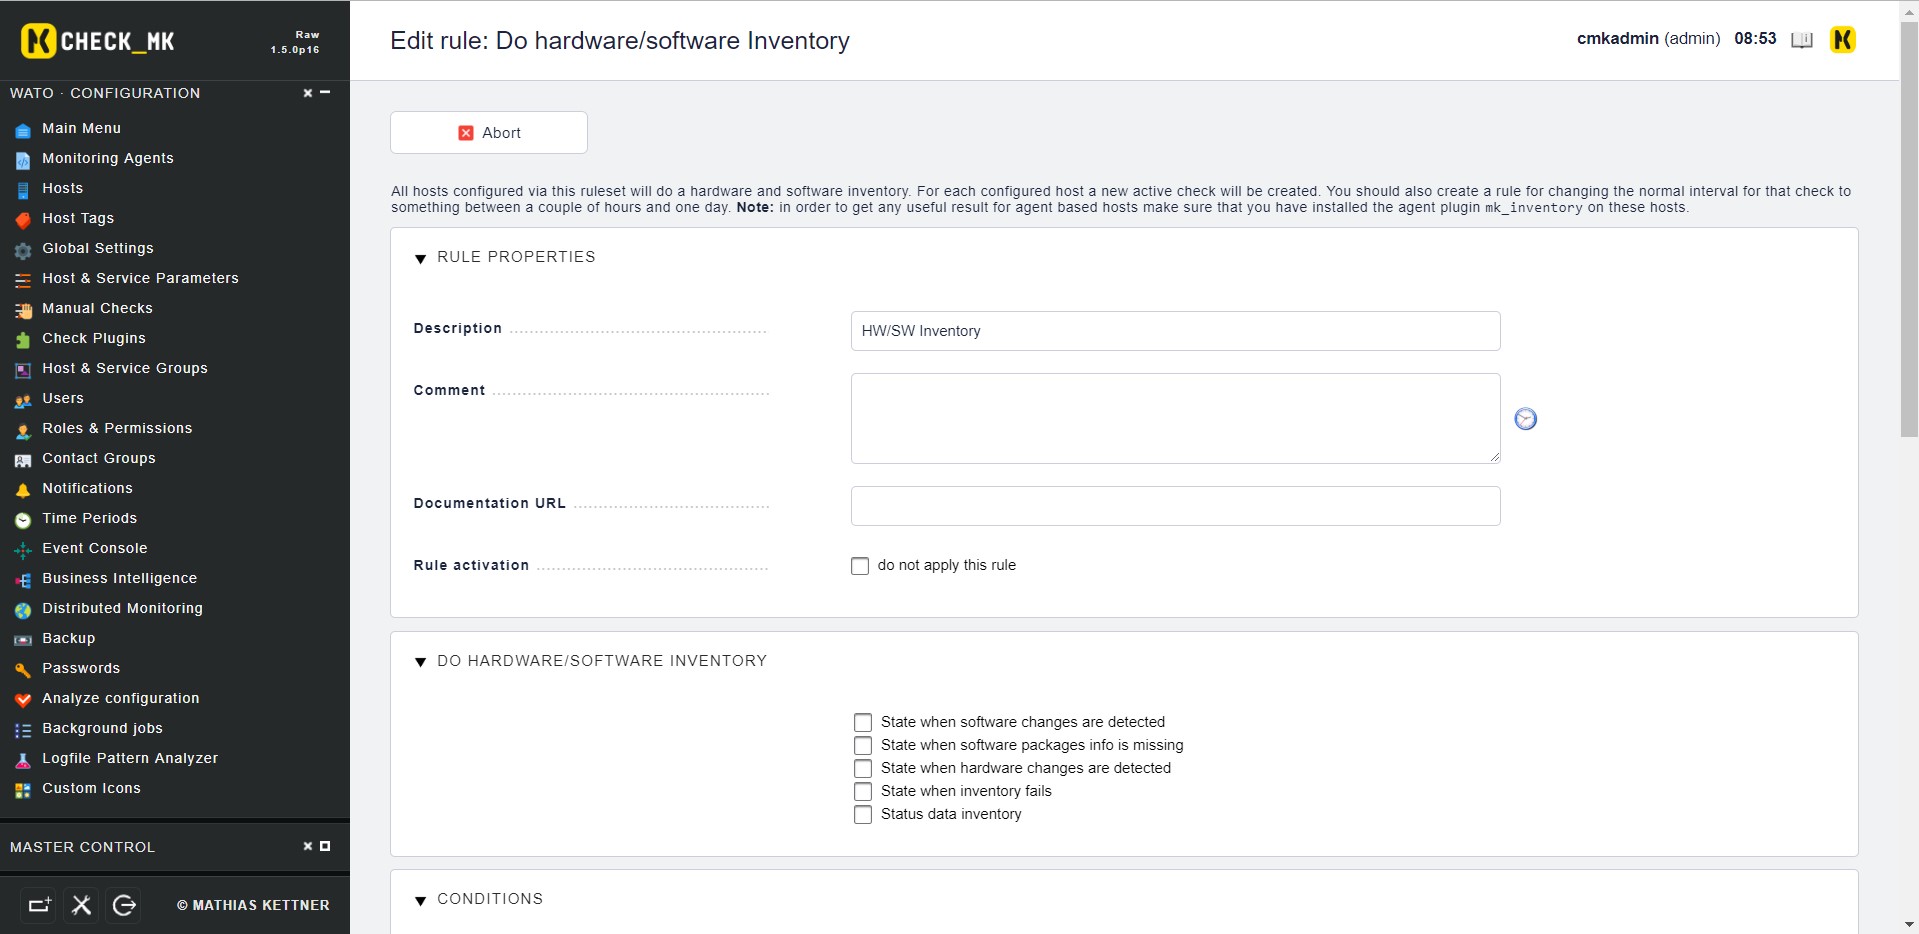 CHECK_MK
Raw
1.5.0p16
WATO · CONFIGURATION
Main Menu
Monitoring Agents
Hosts
Host Tags
Global Settings
Host & Service Parameters
Manual Checks
Check Plugins
Host & Service Groups
Users
Roles & Permissions
Contact Groups
Notifications
Time Periods
Event Console
Business Intelligence
Distributed Monitoring
Backup
Passwords
Analyze configuration
Background jobs
Logfile Pattern Analyzer
Custom Icons
MASTER CONTROL
© MATHIAS KETTNER
Edit rule: Do hardware/software Inventory
cmkadmin (admin) 08:53
Abort
All hosts configured via this ruleset will do a hardware and software inventory. For each configured host a new active check will be created. You should also create a rule for changing the normal interval for that check to
something between a couple of hours and one day. Note: in order to get any useful result for agent based hosts make sure that you have installed the agent plugin mk_inventory on these hosts.
RULE PROPERTIES
Description
HW/SW Inventory
Comment
Documentation URL
Rule activation
do not apply this rule
DO HARDWARE/SOFTWARE INVENTORY
State when software changes are detected
State when software packages info is missing
State when hardware changes are detected
State when inventory fails
Status data inventory
CONDITIONS